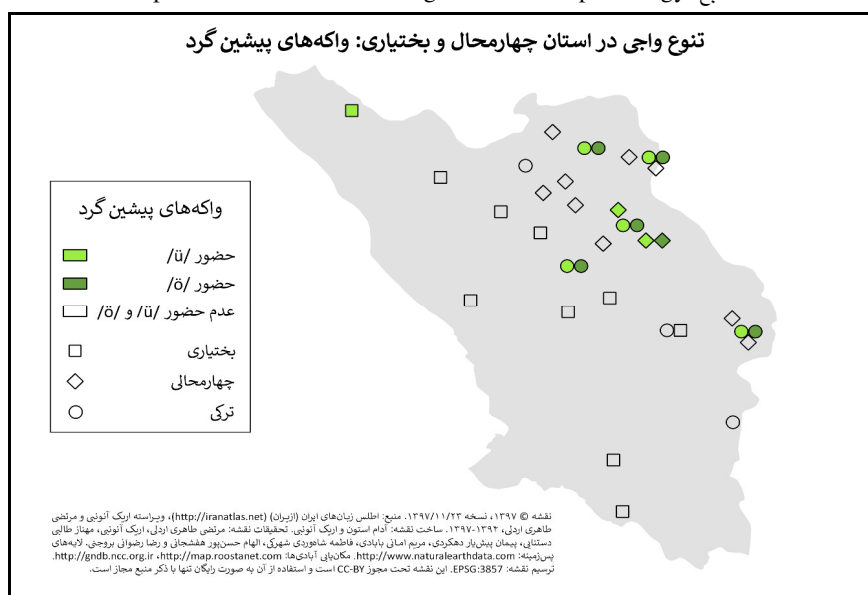 تنوع واجی در استان چهارمحال و بختیاری: واکه‌های پیشین گرد
واکه‌های پیشین گرد
حضور /ü/
حضور /ö/
عدم حضور /ü/ و /ö/
بختیاری
چهارمحالی
ترکی
نقشه © ۱۳۹۷، نسخه ۱۳۹۷/۱۱/۲۳. منبع: اطلس زبان‌های ایران (ازیران) (http://iranatlas.net)، ویراسته اریک آنونبی و مرتضی
طاهری اردلی، ۱۳۹۴-۱۳۹۷. ساخت نقشه: آدام استون و اریک آنونبی. تحقیقات نقشه: مرتضی طاهری اردلی، اریک آنونبی، مهناز طالبی
دستنایی، پیمان پیش‌یار دهکردی، مریم امانی بابادی، فاطمه شاه‌وردی شهرکی، الهام حسن‌پور هفشجانی و رضا رضوانی بروجنی. لایه‌های
پس‌زمینه: http://www.naturalearthdata.com. مکان‌یابی آبادی‌ها: http://map.roostanet.com، http://gndb.ncc.org.ir.
ترسیم نقشه: EPSG:3857. این نقشه تحت مجوز CC-BY است و استفاده از آن به صورت رایگان تنها با ذکر منبع مجاز است.